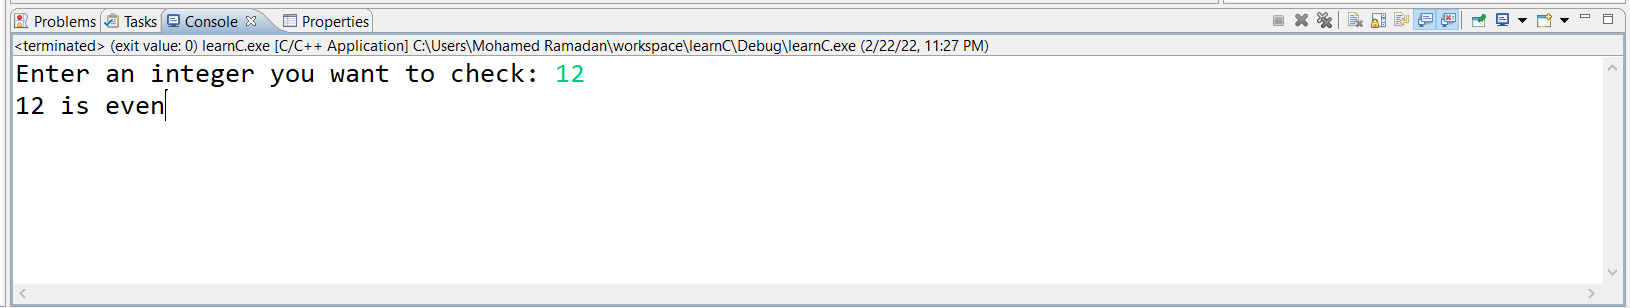 Problems Tasks Console Properties
<terminated> (exit value: 0) learnC.exe [C/C++ Application] C:\Users\Mohamed Ramadan\workspace\learnC\Debug\learnC.exe (2/22/22, 11:27 PM)
Enter an integer you want to check: 12
12 is even